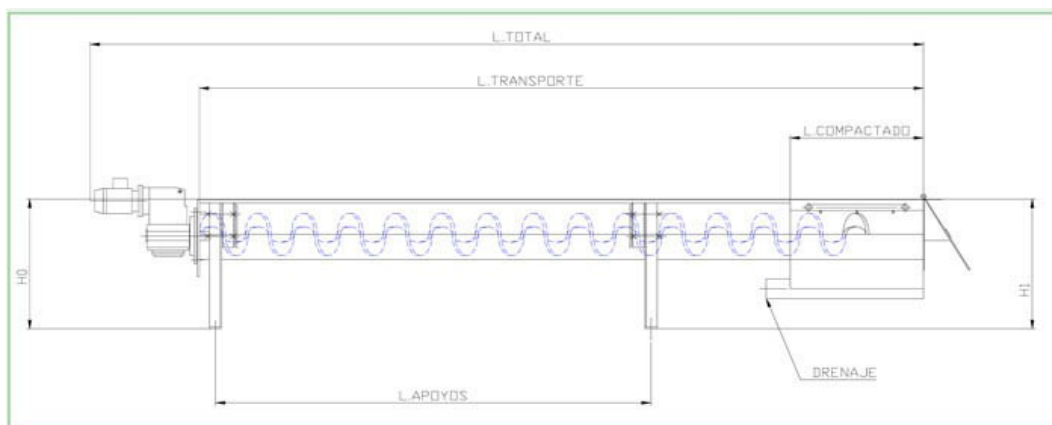 L.TOTAL
L.TRANSPORTE
L.COMPACTADO
H0
H1
DRENAJE
L.APOYOS